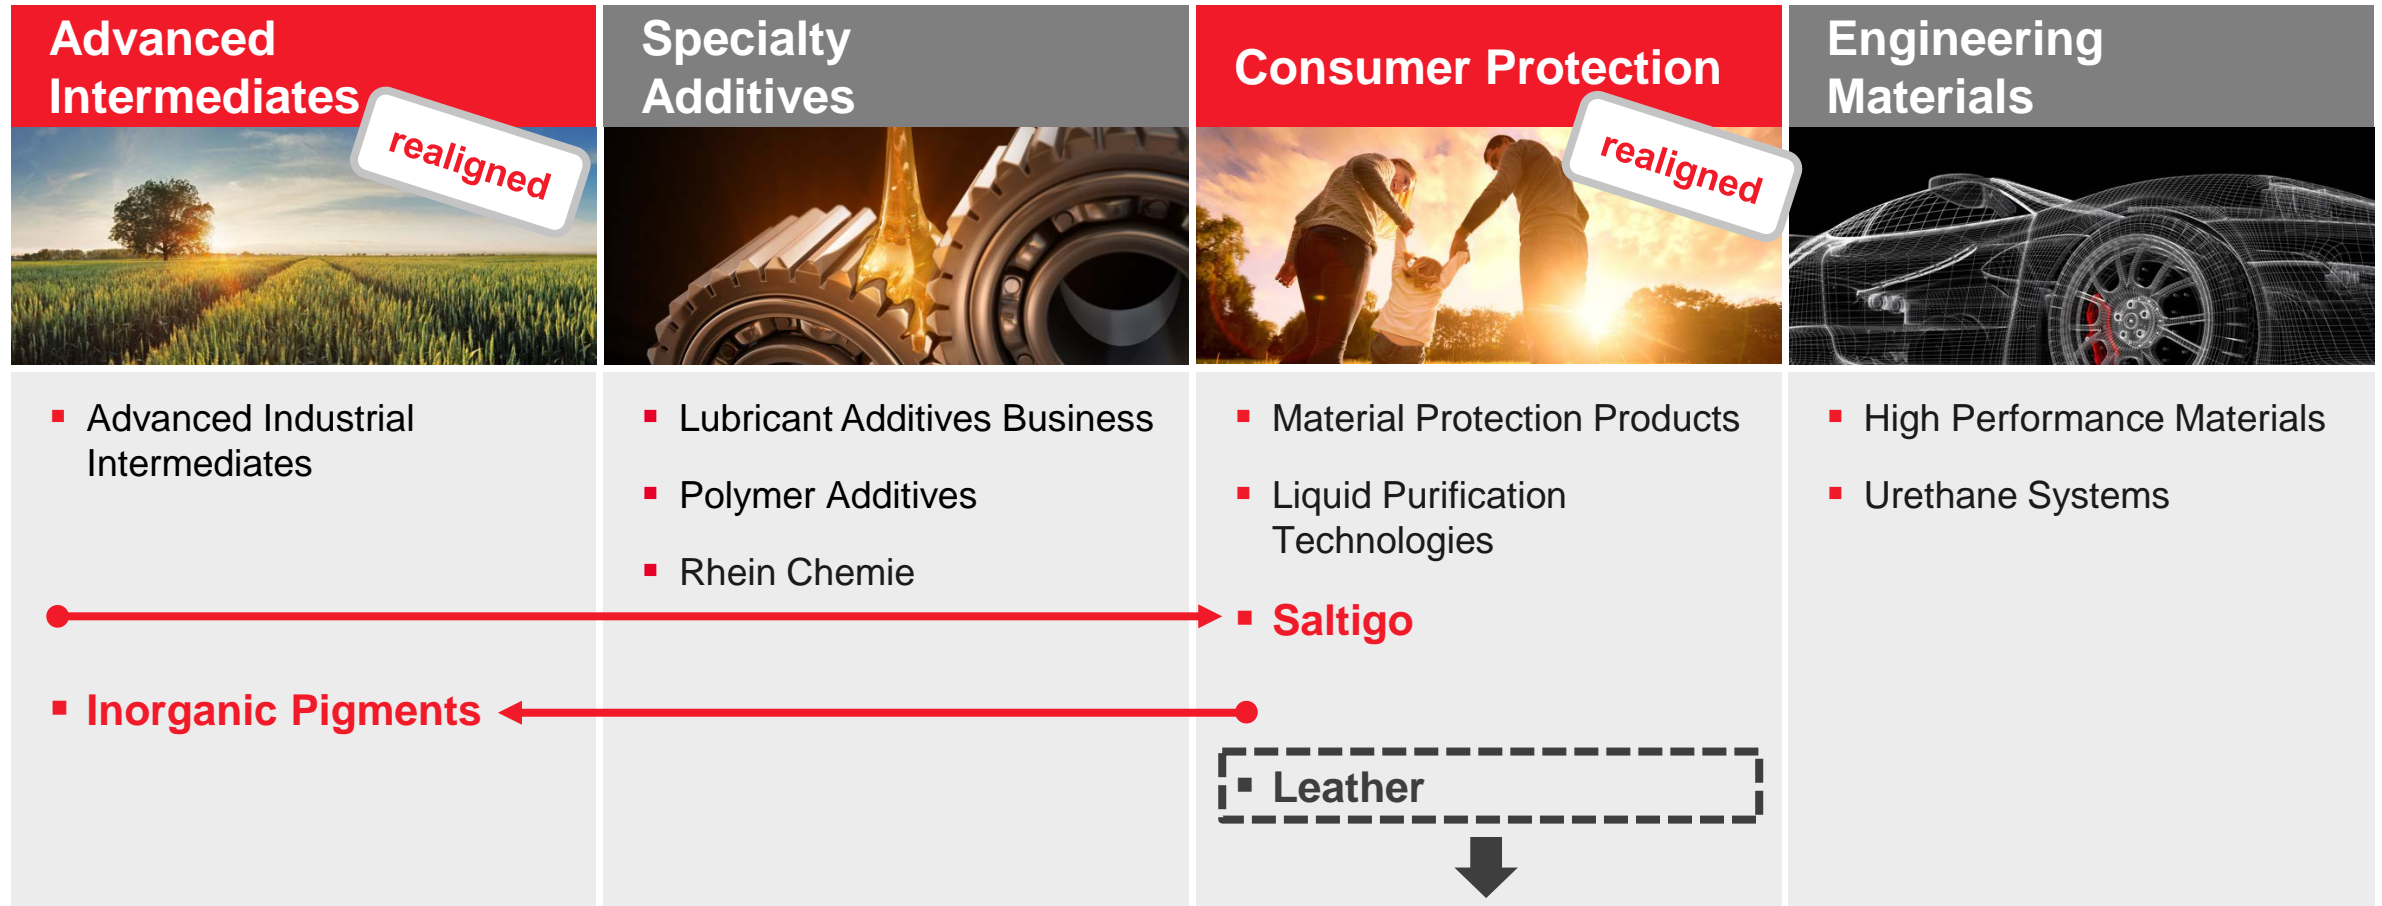 Advanced
Intermediates
realigned
Advanced Industrial
Intermediates
Inorganic Pigments
Specialty
Additives
Lubricant Additives Business
Polymer Additives
Rhein Chemie
Consumer Protection
realigned
Material Protection Products
Liquid Purification
Technologies
Saltigo
Leather
Engineering
Materials
High Performance Materials
Urethane Systems